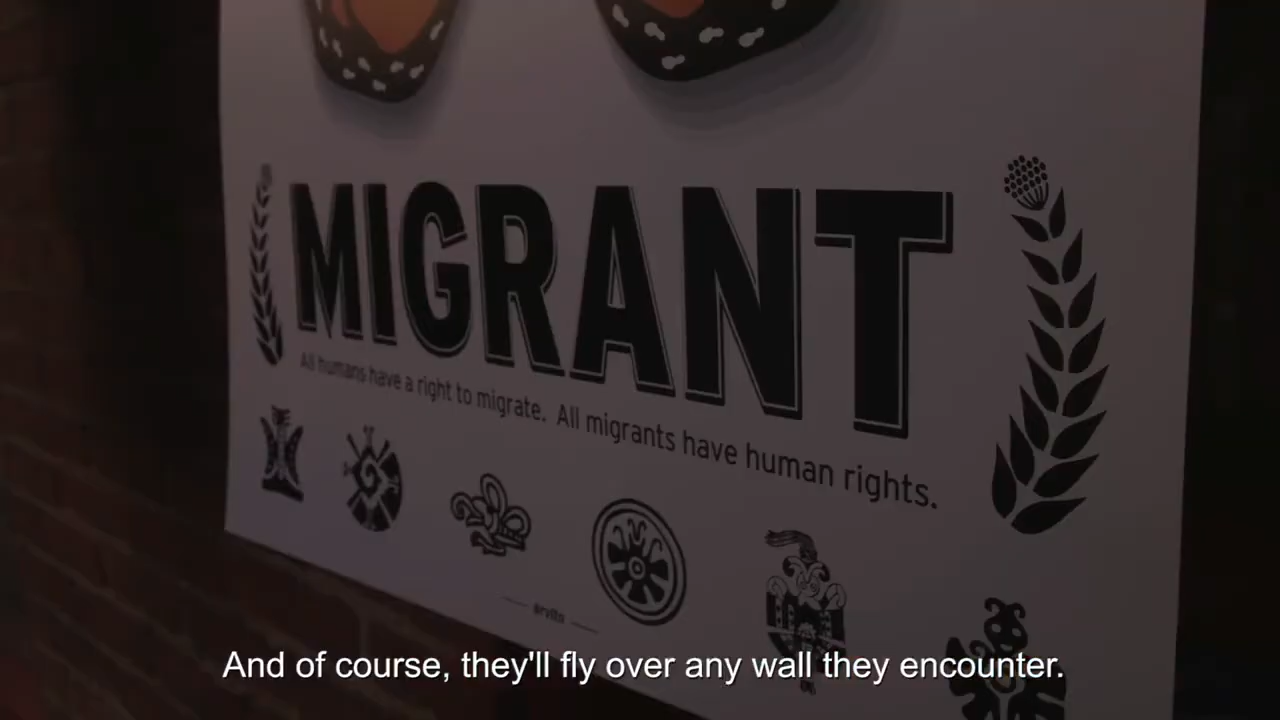 MIGRANT
All humans have a right to migrate. All migrants have human rights.
arvlto
And of course, they'll fly over any wall they encounter.